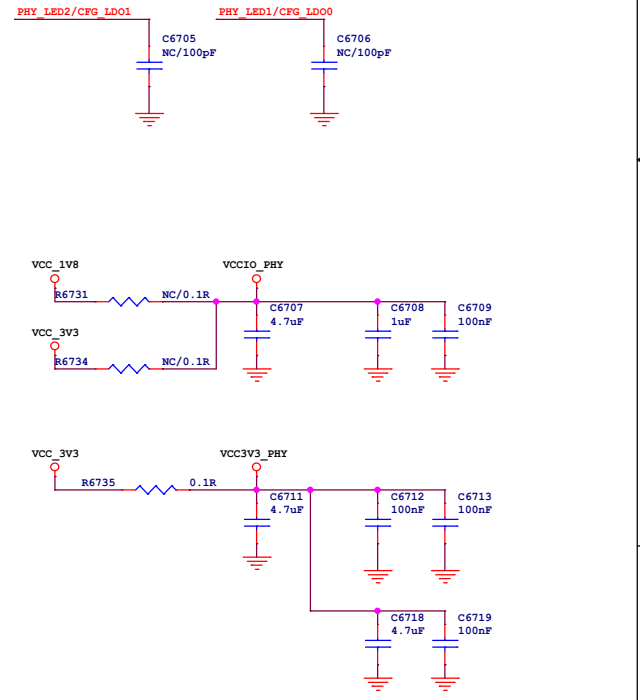 PHY_LED2/CFG_LDO1
PHY_LED1/CFG_LDO0
C6705
NC/100pF
C6706
NC/100pF
VCC_1V8
VCCIO_PHY
R6731
NC/0.1R
C6707
4.7uF
C6708
1uF
C6709
100nF
VCC_3V3
R6734
NC/0.1R
VCC_3V3
VCC3V3_PHY
R6735
0.1R
C6711
4.7uF
C6712
100nF
C6713
100nF
C6718
4.7uF
C6719
100nF